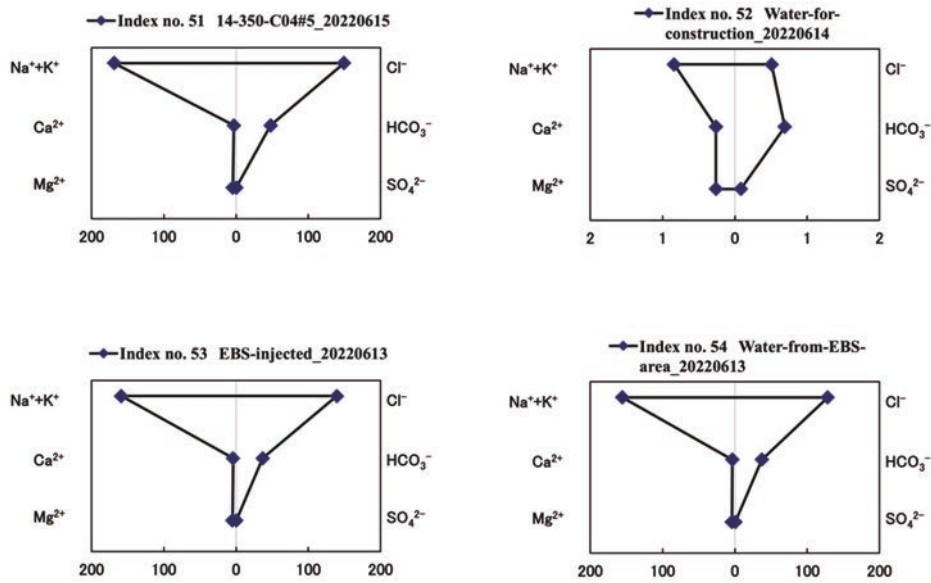 Index no. 51 14-350-C04#5_20220615
Na⁺+K⁺
Cl⁻
Ca²⁺
HCO₃⁻
Mg²⁺
SO₄²⁻
200 100 0 100 200
Index no. 52 Water-for-
construction_20220614
Na⁺+K⁺
Cl⁻
Ca²⁺
HCO₃⁻
Mg²⁺
SO₄²⁻
2 1 0 1 2
Index no. 53 EBS-injected_20220613
Na⁺+K⁺
Cl⁻
Ca²⁺
HCO₃⁻
Mg²⁺
SO₄²⁻
200 100 0 100 200
Index no. 54 Water-from-EBS-
area_20220613
Na⁺+K⁺
Cl⁻
Ca²⁺
HCO₃⁻
Mg²⁺
SO₄²⁻
200 100 0 100 200